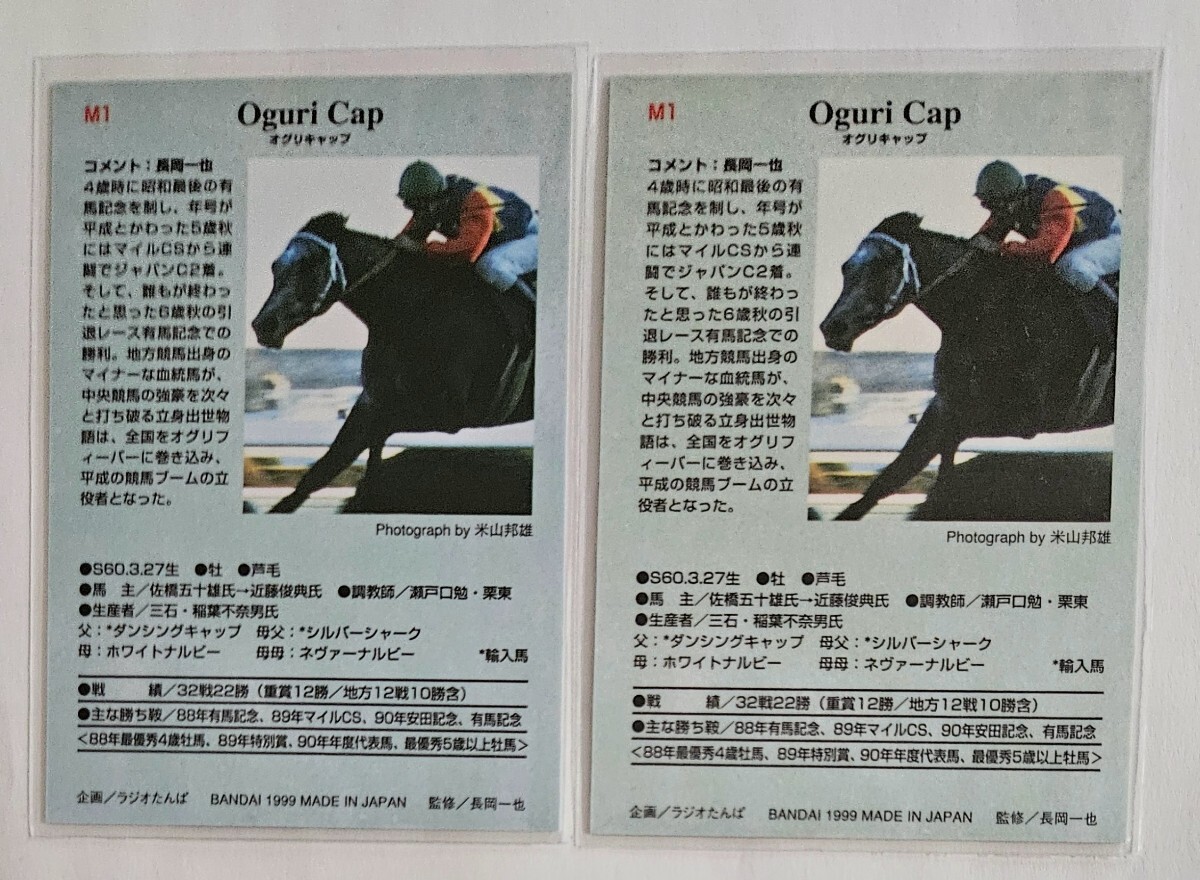 M1
Oguri Cap
オグリキャップ
コメント：長岡一也
4歳時に昭和最後の有
馬記念を制し、年号が
平成とかわった5歳秋
にはマイルCSから連
闘でジャパンC2着。
そして、誰もが終わっ
たと思った6歳秋の引
退レース有馬記念での
勝利。地方競馬出身の
マイナーな血統馬が、
中央競馬の強豪を次々
と打ち破る立身出世物
語は、全国をオグリフ
ィーバーに巻き込み、
平成の競馬ブームの立
役者となった。
Photograph by 米山邦雄
●S60.3.27生 ●牡 ●芦毛
●馬　主／佐橋五十雄氏→近藤俊典氏 ●調教師／瀬戸口勉・栗東
●生産者／三石・稲葉不奈男氏
父：*ダンシングキャップ 母父：*シルバーシャーク
母：ホワイトナルビー 母母：ネヴァーナルビー *輸入馬
●戦　績／32戦22勝（重賞12勝／地方12戦10勝含）
●主な勝ち鞍／88年有馬記念、89年マイルCS、90年安田記念、有馬記念
<88年最優秀4歳牡馬、89年特別賞、90年年度代表馬、最優秀5歳以上牡馬>
企画／ラジオたんぱ BANDAI 1999 MADE IN JAPAN 監修／長岡一也
M1
Oguri Cap
オグリキャップ
コメント：長岡一也
4歳時に昭和最後の有
馬記念を制し、年号が
平成とかわった5歳秋
にはマイルCSから連
闘でジャパンC2着。
そして、誰もが終わっ
たと思った6歳秋の引
退レース有馬記念での
勝利。地方競馬出身の
マイナーな血統馬が、
中央競馬の強豪を次々
と打ち破る立身出世物
語は、全国をオグリフ
ィーバーに巻き込み、
平成の競馬ブームの立
役者となった。
Photograph by 米山邦雄
●S60.3.27生 ●牡 ●芦毛
●馬　主／佐橋五十雄氏→近藤俊典氏 ●調教師／瀬戸口勉・栗東
●生産者／三石・稲葉不奈男氏
父：*ダンシングキャップ 母父：*シルバーシャーク
母：ホワイトナルビー 母母：ネヴァーナルビー *輸入馬
●戦　績／32戦22勝（重賞12勝／地方12戦10勝含）
●主な勝ち鞍／88年有馬記念、89年マイルCS、90年安田記念、有馬記念
<88年最優秀4歳牡馬、89年特別賞、90年年度代表馬、最優秀5歳以上牡馬>
企画／ラジオたんぱ BANDAI 1999 MADE IN JAPAN 監修／長岡一也